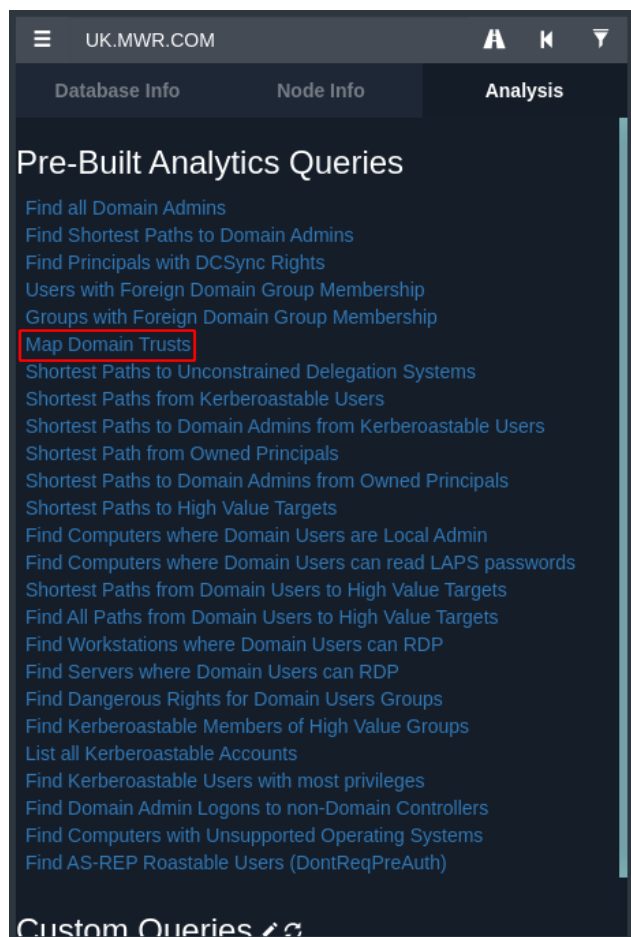 UK.MWR.COM
Database Info Node Info Analysis
Pre-Built Analytics Queries
Find all Domain Admins
Find Shortest Paths to Domain Admins
Find Principals with DCSync Rights
Users with Foreign Domain Group Membership
Groups with Foreign Domain Group Membership
Map Domain Trusts
Shortest Paths to Unconstrained Delegation Systems
Shortest Paths from Kerberoastable Users
Shortest Paths to Domain Admins from Kerberoastable Users
Shortest Path from Owned Principals
Shortest Paths to Domain Admins from Owned Principals
Shortest Paths to High Value Targets
Find Computers where Domain Users are Local Admin
Find Computers where Domain Users can read LAPS passwords
Shortest Paths from Domain Users to High Value Targets
Find All Paths from Domain Users to High Value Targets
Find Workstations where Domain Users can RDP
Find Servers where Domain Users can RDP
Find Dangerous Rights for Domain Users Groups
Find Kerberoastable Members of High Value Groups
List all Kerberoastable Accounts
Find Kerberoastable Users with most privileges
Find Domain Admin Logons to non-Domain Controllers
Find Computers with Unsupported Operating Systems
Find AS-REP Roastable Users (DontReqPreAuth)
Custom Queries